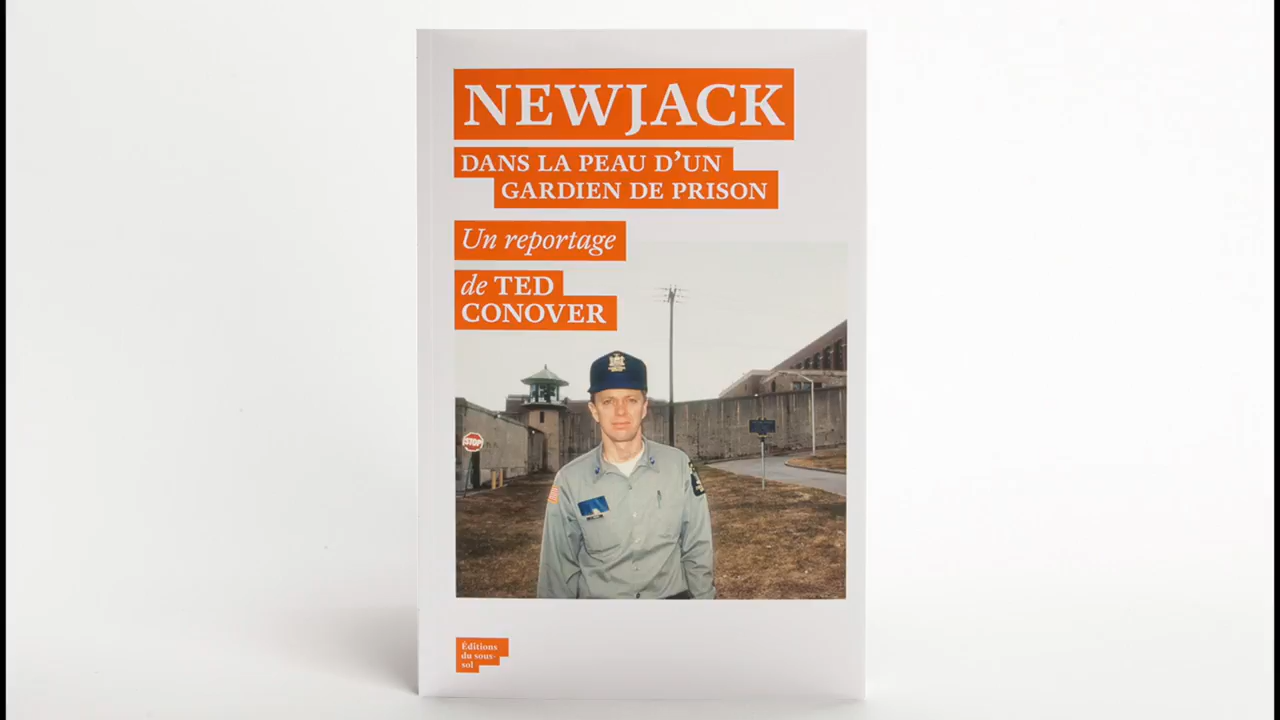 NEWJACK
DANS LA PEAU D'UN
GARDIEN DE PRISON
Un reportage
de TED
CONOVER
STOP
Éditions
du sous-
sol